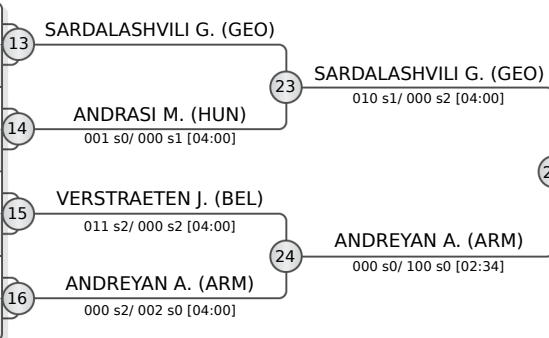 SARDALASHVILI G. (GEO)
13
23
SARDALASHVILI G. (GEO)
010 s1/ 000 s2 [04:00]
14
ANDRASI M. (HUN)
001 s0/ 000 s1 [04:00]
15
VERSTRAETEN J. (BEL)
011 s2/ 000 s2 [04:00]
24
ANDREYAN A. (ARM)
000 s0/ 100 s0 [02:34]
16
ANDREYAN A. (ARM)
000 s2/ 002 s0 [04:00]